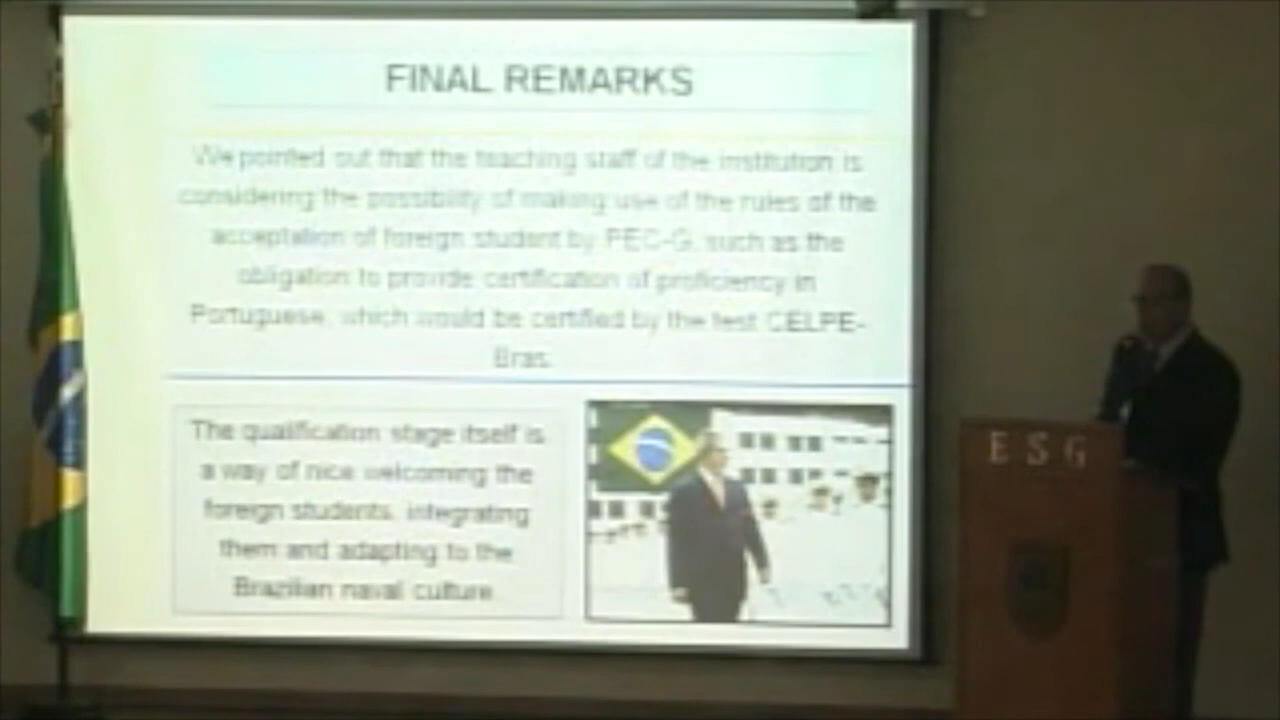 FINAL REMARKS
We pointed out that the teaching staff of the institution is
considering the possibility of making use of the rules of the
acceptation of foreign student by PEC-G, such as the
obligation to provide certification of proficiency in
Portuguese, which would be certified by the test CELPE-
Bras.
The qualification stage itself is
a way of nice welcoming the
foreign students, integrating
them and adapting to the
Brazilian naval culture
ESG